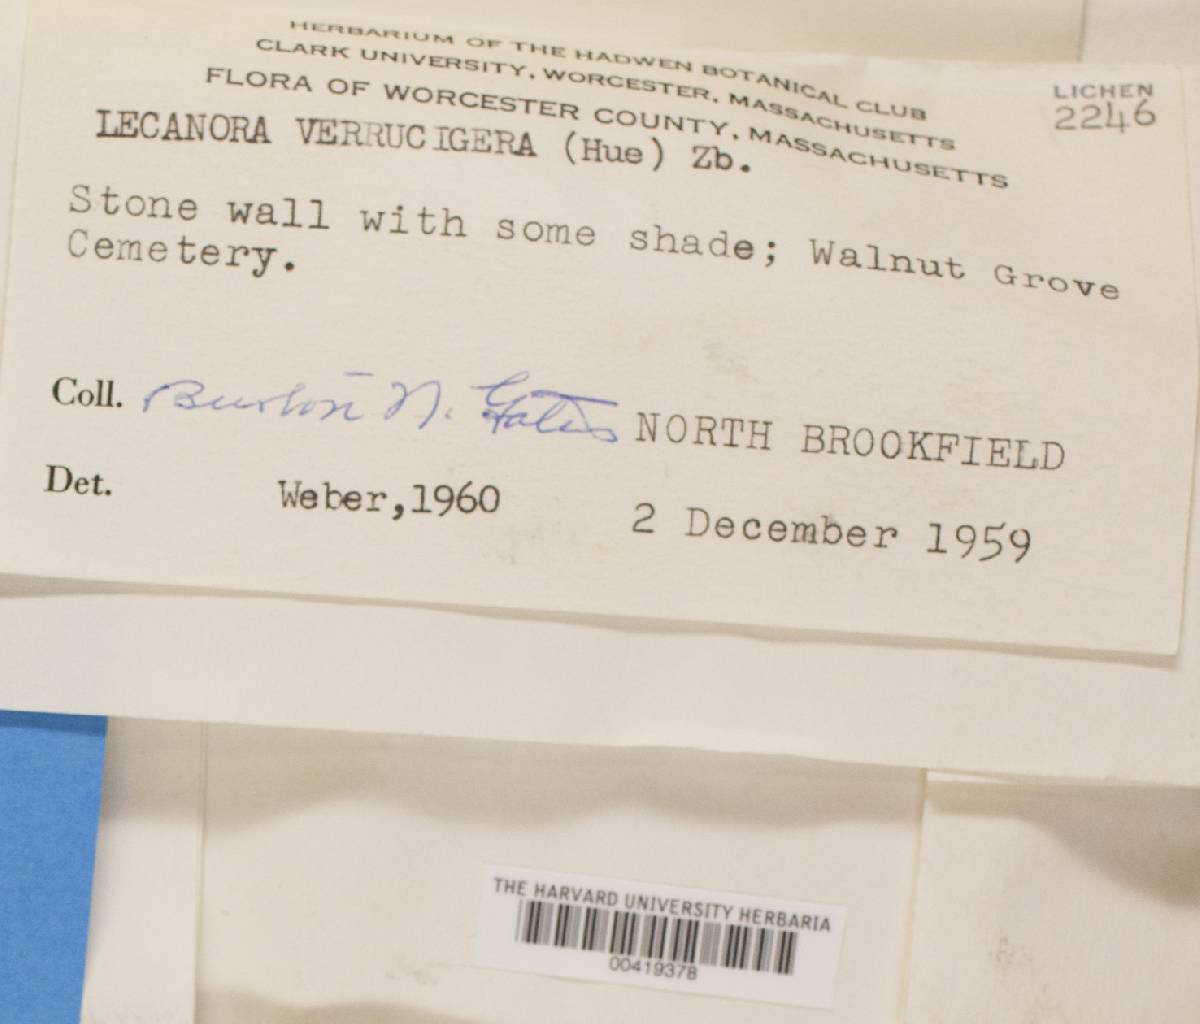 HERBARIUM OF THE HADWEN BOTANICAL CLUB
CLARK UNIVERSITY, WORCESTER, MASSACHUSETTS
FLORA OF WORCESTER COUNTY, MASSACHUSETTS
LICHEN
2246
LECANORA VERRUCIGERA (Hue) Zb.
Stone wall with some shade; Walnut Grove
Cemetery.
Coll. Burton N. Gates NORTH BROOKFIELD
Det. Weber,1960 2 December 1959
THE HARVARD UNIVERSITY HERBARIA
00419378